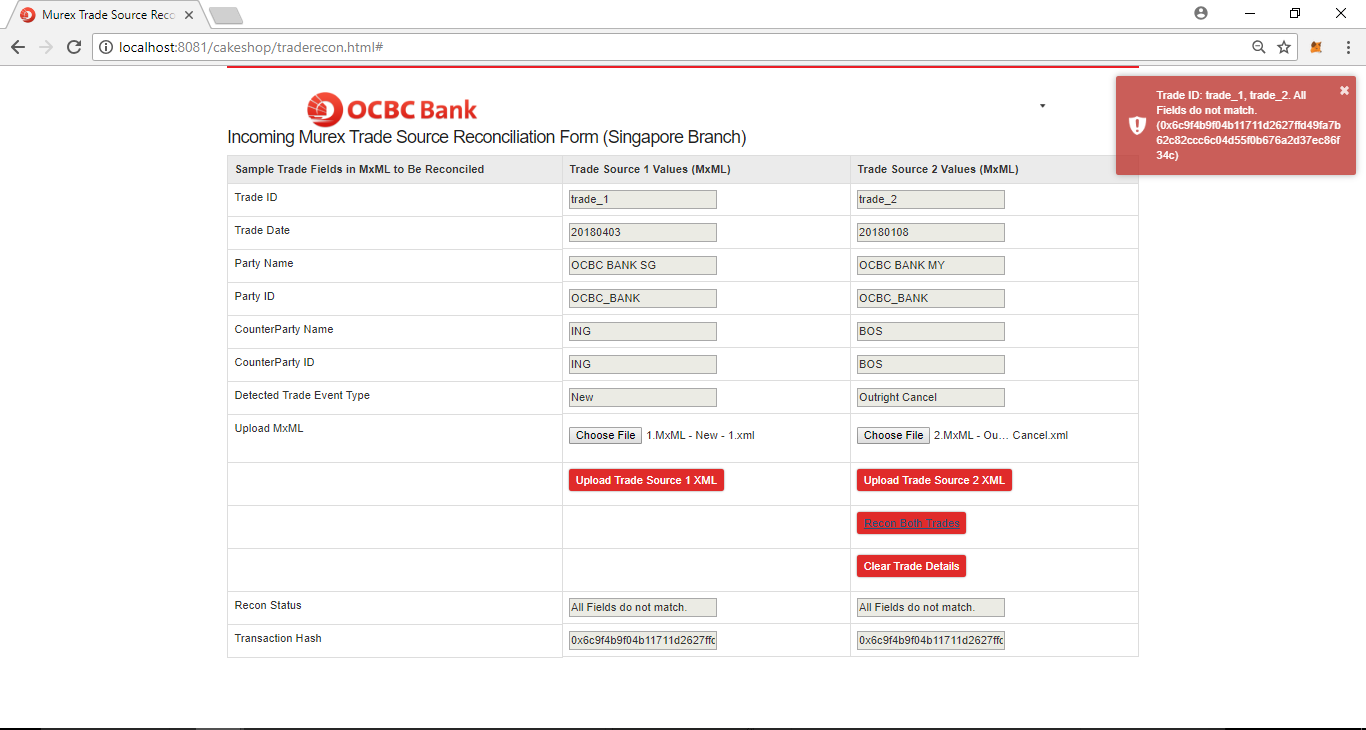 Murex Trade Source Reco
localhost:8081/cakeshop/traderecon.html#
OCBC Bank
Incoming Murex Trade Source Reconciliation Form (Singapore Branch)
Trade ID: trade_1, trade_2. All
Fields do not match.
(0x6c9f4b9f04b11711d2627ffd49fa7b
62c82ccc6c04d55f0b676a2d37ec86f
34c)
Sample Trade Fields in MxML to Be Reconciled Trade Source 1 Values (MxML) Trade Source 2 Values (MxML)
Trade ID trade_1 trade_2
Trade Date 20180403 20180108
Party Name OCBC BANK SG OCBC BANK MY
Party ID OCBC_BANK OCBC_BANK
CounterParty Name ING BOS
CounterParty ID ING BOS
Detected Trade Event Type New Outright Cancel
Upload MxML Choose File 1.MxML - New - 1.xml Choose File 2.MxML - Ou... Cancel.xml
Upload Trade Source 1 XML Upload Trade Source 2 XML
Recon Both Trades
Clear Trade Details
Recon Status All Fields do not match. All Fields do not match.
Transaction Hash 0x6c9f4b9f04b11711d2627ffd 0x6c9f4b9f04b11711d2627ffd